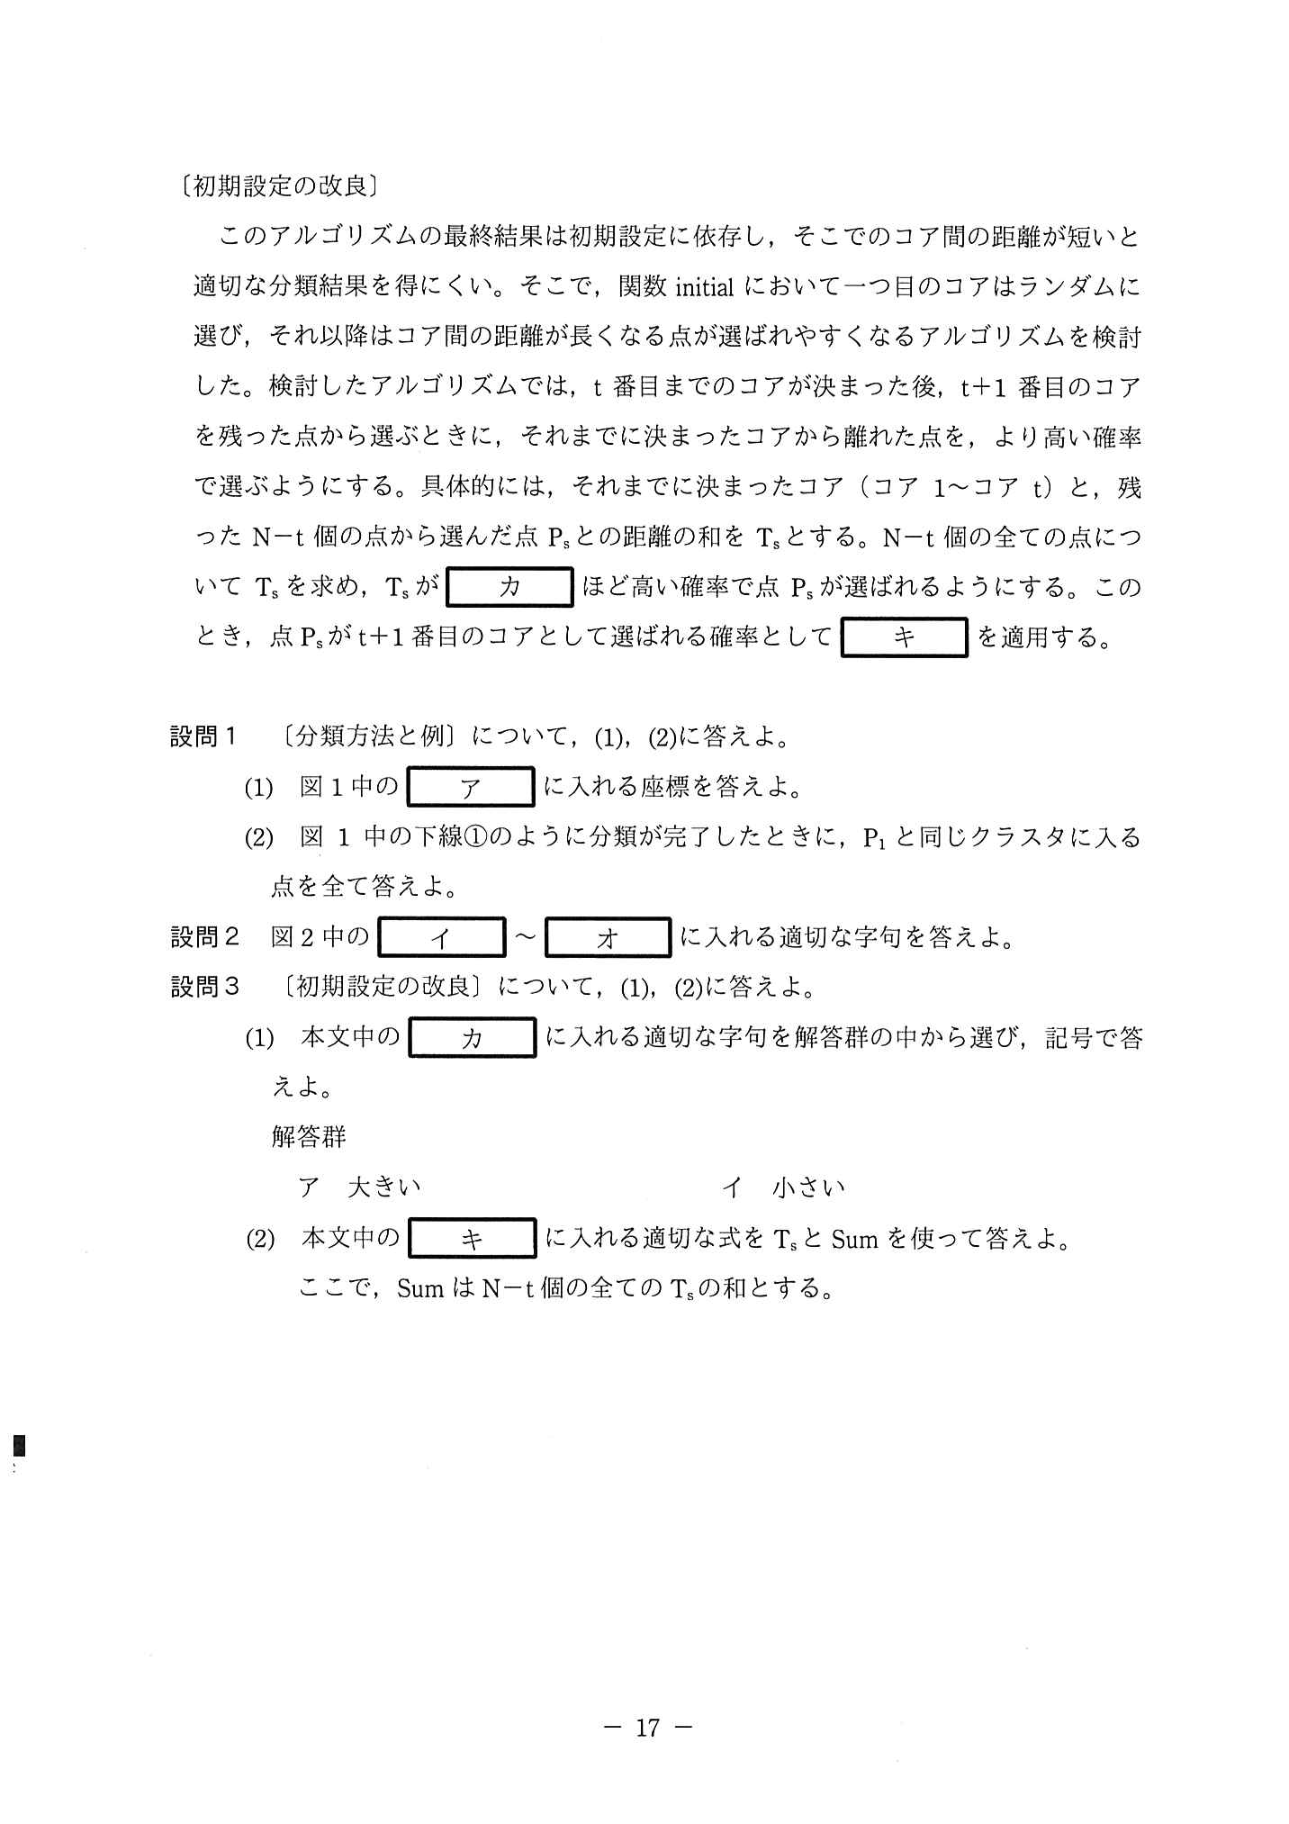 〔初期設定の改良〕
このアルゴリズムの最終結果は初期設定に依存し，そこでのコア間の距離が短いと
適切な分類結果を得にくい。そこで，関数 initial において一つ目のコアはランダムに
選び，それ以降はコア間の距離が長くなる点が選ばれやすくなるアルゴリズムを検討
した。検討したアルゴリズムでは，t 番目までのコアが決まった後，t+1 番目のコア
を残った点から選ぶときに，それまでに決まったコアから離れた点を，より高い確率
で選ぶようにする。具体的には，それまでに決まったコア（コア 1～コア t）と，残
った N－t 個の点から選んだ点 Pₛとの距離の和を Tₛとする。N－t 個の全ての点につ
いて Tₛを求め，Tₛが カ ほど高い確率で点 Pₛが選ばれるようにする。この
とき，点 Pₛが t+1 番目のコアとして選ばれる確率として キ を適用する。
設問1 〔分類方法と例〕について，(1)，(2)に答えよ。
(1) 図1中の ア に入れる座標を答えよ。
(2) 図 1 中の下線①のように分類が完了したときに，P₁ と同じクラスタに入る
点を全て答えよ。
設問2 図2中の イ ～ オ に入れる適切な字句を答えよ。
設問3 〔初期設定の改良〕について，(1)，(2)に答えよ。
(1) 本文中の カ に入れる適切な字句を解答群の中から選び，記号で答
えよ。
解答群
ア 大きい イ 小さい
(2) 本文中の キ に入れる適切な式を Tₛと Sum を使って答えよ。
ここで，Sum は N－t 個の全ての Tₛの和とする。
－ 17 －